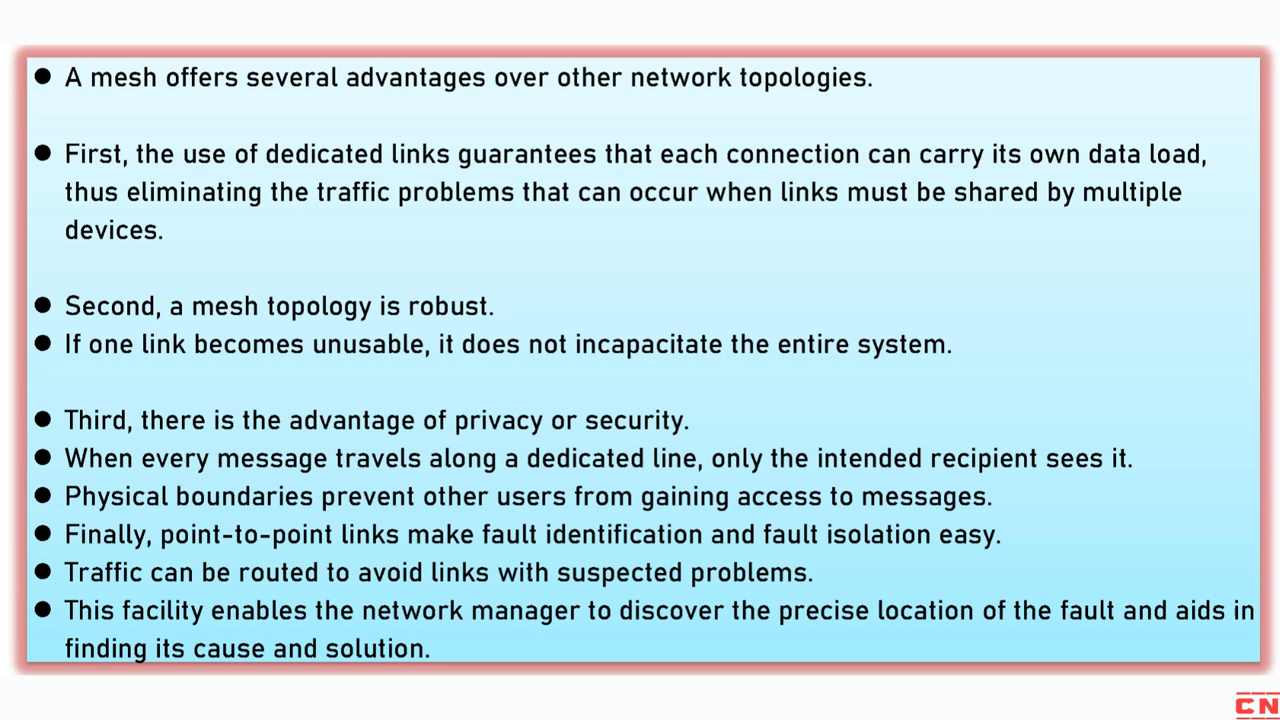 ● A mesh offers several advantages over other network topologies.
● First, the use of dedicated links guarantees that each connection can carry its own data load,
thus eliminating the traffic problems that can occur when links must be shared by multiple
devices.
● Second, a mesh topology is robust.
● If one link becomes unusable, it does not incapacitate the entire system.
● Third, there is the advantage of privacy or security.
● When every message travels along a dedicated line, only the intended recipient sees it.
● Physical boundaries prevent other users from gaining access to messages.
● Finally, point-to-point links make fault identification and fault isolation easy.
● Traffic can be routed to avoid links with suspected problems.
● This facility enables the network manager to discover the precise location of the fault and aids in
finding its cause and solution.
CN